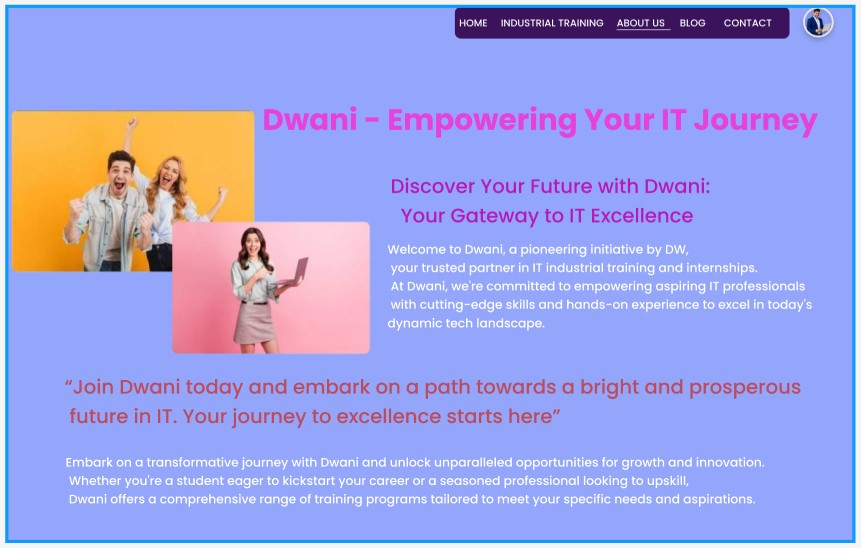 HOME INDUSTRIAL TRAINING ABOUT US BLOG CONTACT
Dwani - Empowering Your IT Journey
Discover Your Future with Dwani:
Your Gateway to IT Excellence
Welcome to Dwani, a pioneering initiative by DW,
your trusted partner in IT industrial training and internships.
At Dwani, we're committed to empowering aspiring IT professionals
with cutting-edge skills and hands-on experience to excel in today's
dynamic tech landscape.
“Join Dwani today and embark on a path towards a bright and prosperous
future in IT. Your journey to excellence starts here”
Embark on a transformative journey with Dwani and unlock unparalleled opportunities for growth and innovation.
Whether you're a student eager to kickstart your career or a seasoned professional looking to upskill,
Dwani offers a comprehensive range of training programs tailored to meet your specific needs and aspirations.